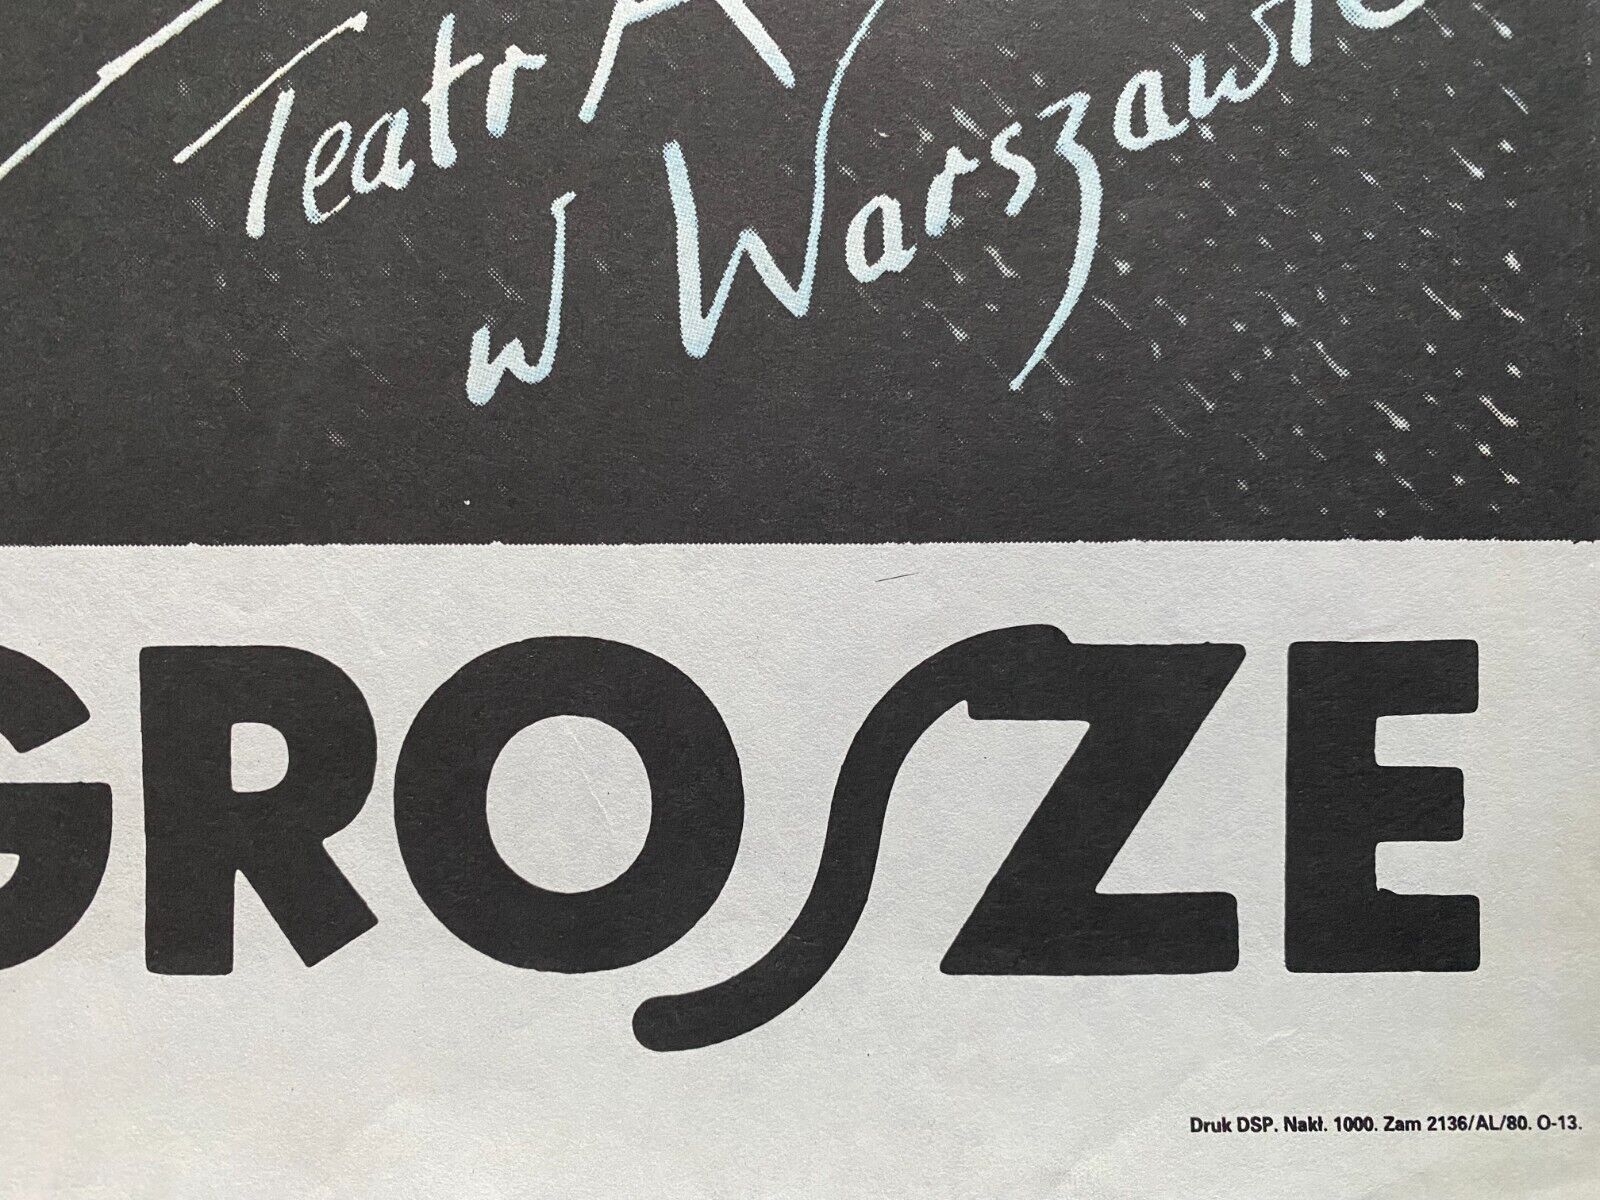 Teatr
w Warszawie
GROSZE
Druk DSP. Nakł. 1000. Zam 2136/AL/80. O-13.